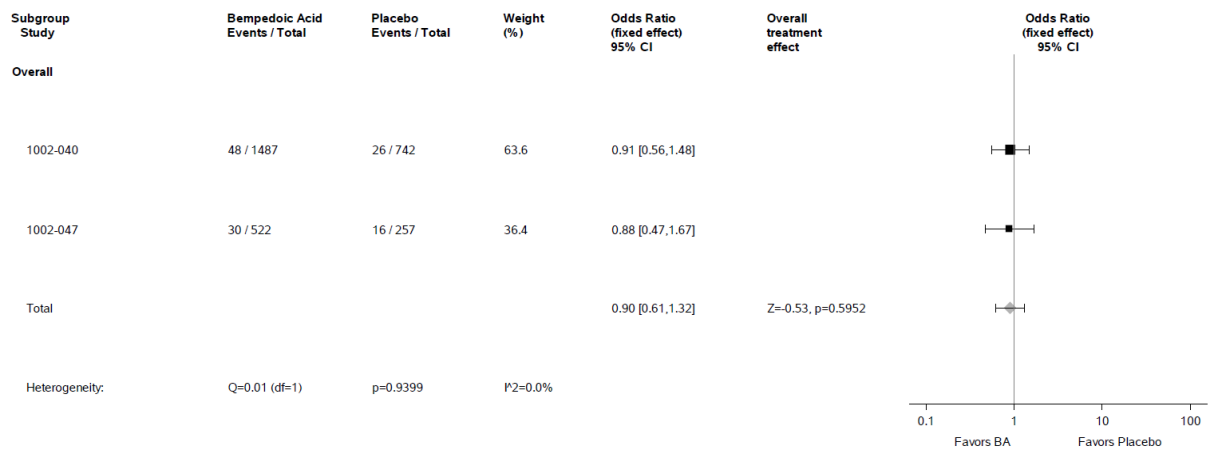 Subgroup Bempedoic Acid Placebo Weight Odds Ratio Overall Odds Ratio
Study Events / Total Events / Total (%) (fixed effect) treatment (fixed effect)
95% CI effect 95% CI
Overall
1002-040 48 / 1487 26 / 742 63.6 0.91 [0.56,1.48]
1002-047 30 / 522 16 / 257 36.4 0.88 [0.47,1.67]
Total 0.90 [0.61,1.32] Z=-0.53, p=0.5952
Heterogeneity: Q=0.01 (df=1) p=0.9399 I^2=0.0%
0.1 1 10 100
Favors BA Favors Placebo